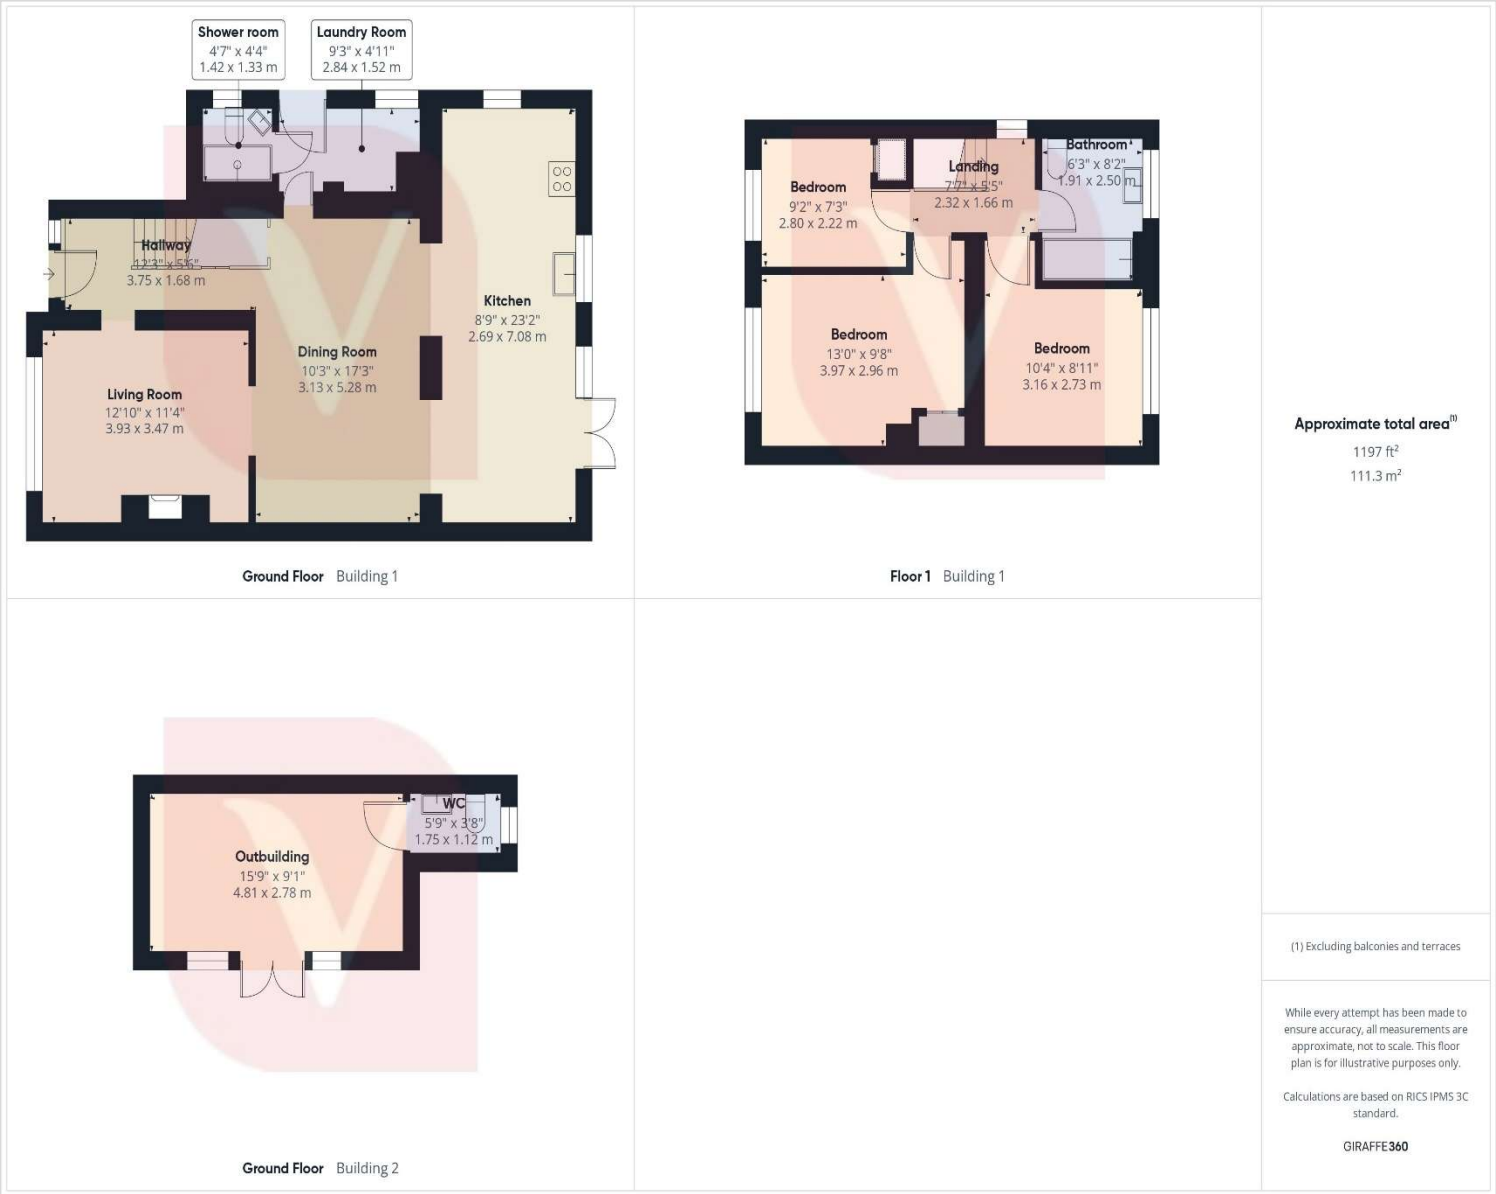 Shower room
4'7" x 4'4"
1.42 x 1.33 m
Laundry Room
9'3" x 4'11"
2.84 x 1.52 m
Hallway
12'3" x 5'6"
3.75 x 1.68 m
Kitchen
8'9" x 23'2"
2.69 x 7.08 m
Dining Room
10'3" x 17'3"
3.13 x 5.28 m
Living Room
12'10" x 11'4"
3.93 x 3.47 m
Ground Floor Building 1
Bedroom
9'2" x 7'3"
2.80 x 2.22 m
Landing
7'7" x 5'5"
2.32 x 1.66 m
Bathroom
6'3" x 8'2"
1.91 x 2.50 m
Bedroom
13'0" x 9'8"
3.97 x 2.96 m
Bedroom
10'4" x 8'11"
3.16 x 2.73 m
Floor 1 Building 1
Outbuilding
15'9" x 9'1"
4.81 x 2.78 m
WC
5'9" x 3'8"
1.75 x 1.12 m
Ground Floor Building 2
Approximate total area(1)
1197 ft²
111.3 m²
(1) Excluding balconies and terraces
While every attempt has been made to
ensure accuracy, all measurements are
approximate, not to scale. This floor
plan is for illustrative purposes only.
Calculations are based on RICS IPMS 3C
standard.
GIRAFFE360